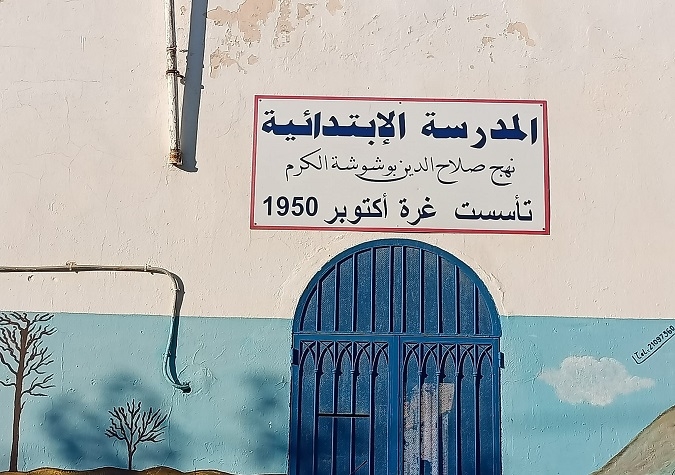 المدرسة الإبتدائية
نهج صلاح الدين بوشوشة الكرم
تأسست غرة أكتوبر 1950